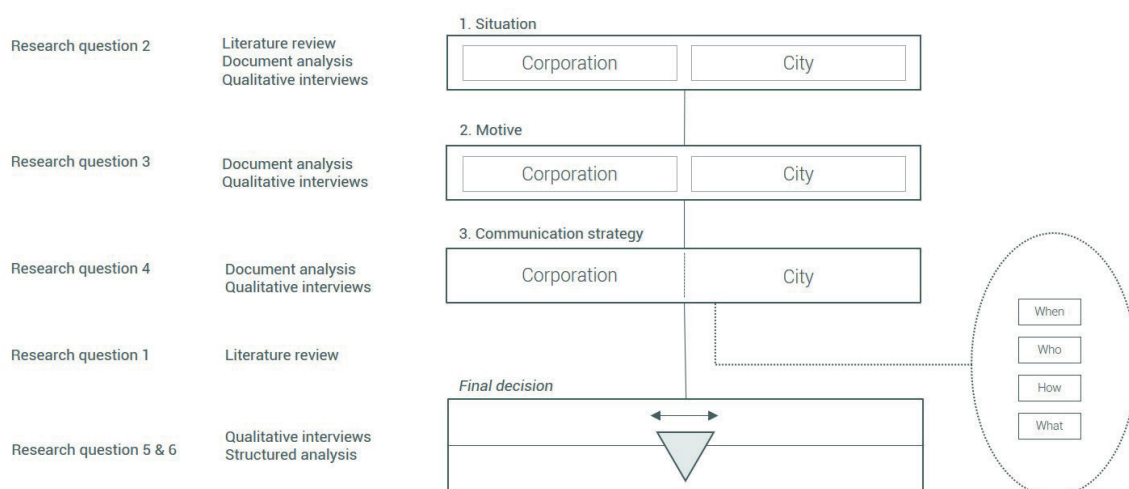 1. Situation
Research question 2
Literature review
Document analysis
Qualitative interviews
Corporation
City
2. Motive
Research question 3
Document analysis
Qualitative interviews
Corporation
City
3. Communication strategy
Research question 4
Document analysis
Qualitative interviews
Corporation
City
When
Who
How
What
Research question 1
Literature review
Final decision
Research question 5 & 6
Qualitative interviews
Structured analysis